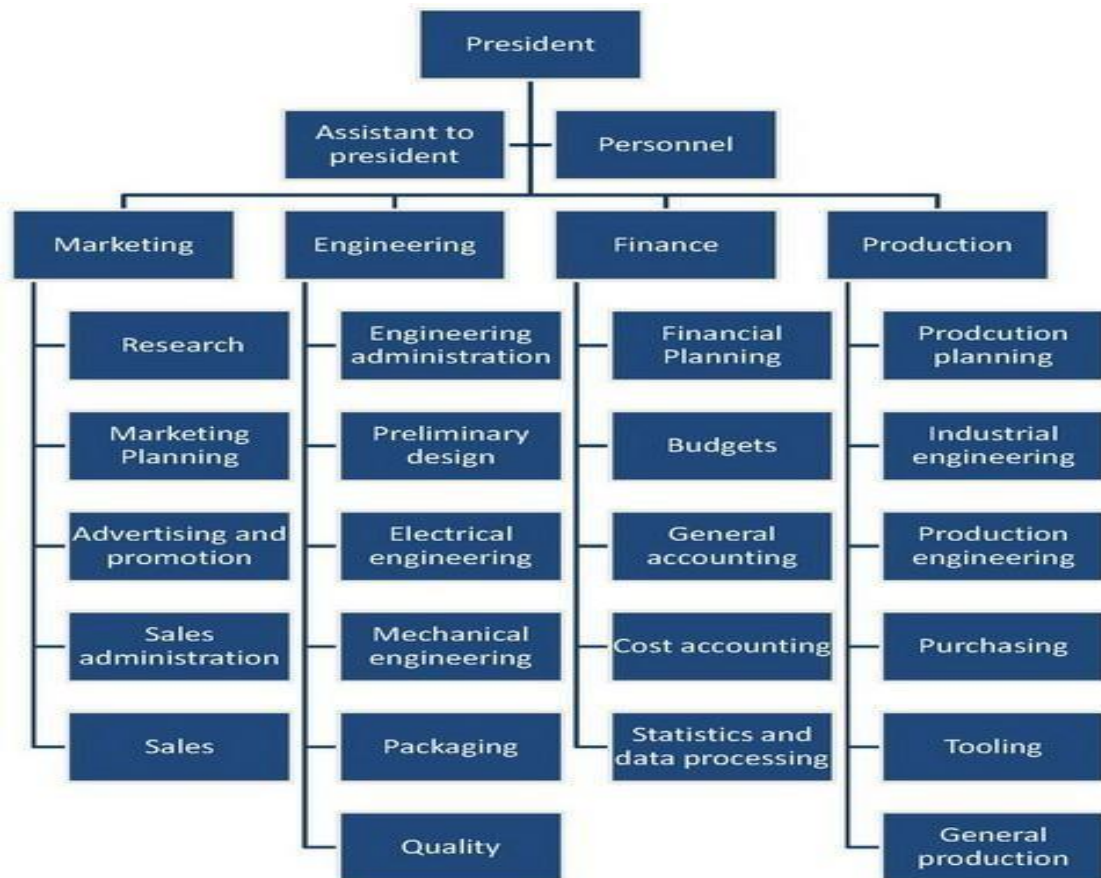 President
Assistant to
president
Personnel
Marketing
Engineering
Finance
Production
Research
Engineering
administration
Financial
Planning
Prodcution
planning
Marketing
Planning
Preliminary
design
Budgets
Industrial
engineering
Advertising and
promotion
Electrical
engineering
General
accounting
Production
engineering
Sales
administration
Mechanical
engineering
Cost accounting
Purchasing
Sales
Packaging
Statistics and
data processing
Tooling
Quality
General
production